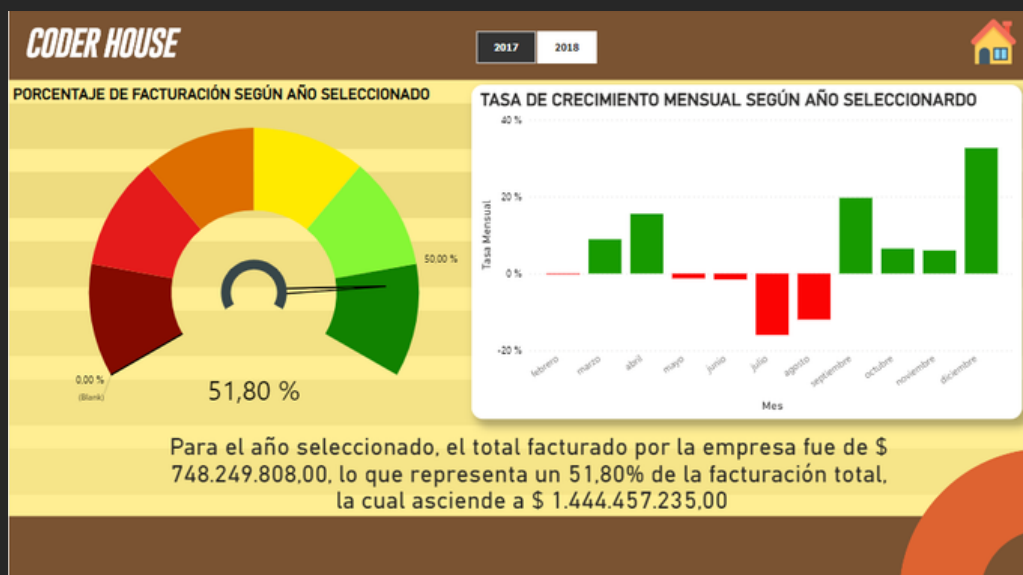 CODER HOUSE
2017
2018
PORCENTAJE DE FACTURACIÓN SEGÚN AÑO SELECCIONADO
50,00 %
0,00 %
(Blank)
51,80 %
TASA DE CRECIMIENTO MENSUAL SEGÚN AÑO SELECCIONARDO
40 %
20 %
0 %
-20 %
Tasa Mensual
febrero
marzo
abril
mayo
junio
julio
agosto
septiembre
octubre
noviembre
diciembre
Mes
Para el año seleccionado, el total facturado por la empresa fue de $
748.249.808,00, lo que representa un 51,80% de la facturación total,
la cual asciende a $ 1.444.457.235,00